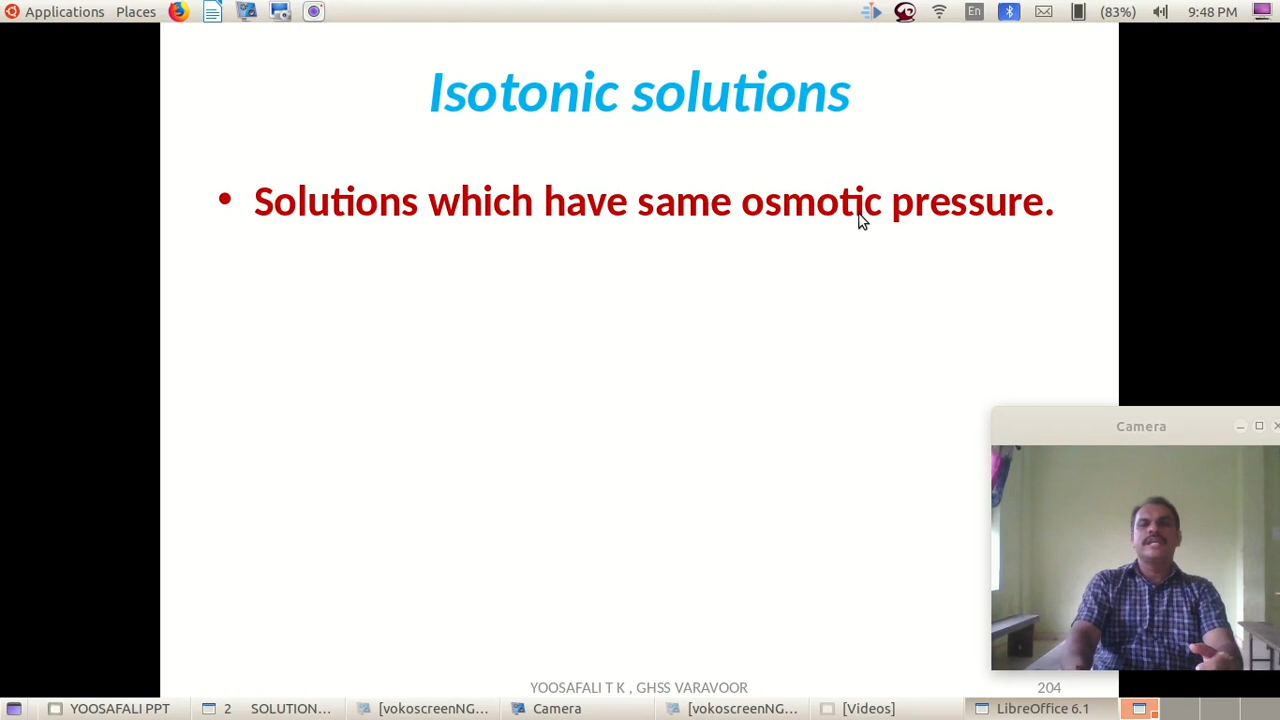 Applications Places En (83%) 9:48 PM
Isotonic solutions
• Solutions which have same osmotic pressure.
Camera
YOOSAFALI T K , GHSS VARAVOOR 204
YOOSAFALI PPT 2 SOLUTION... [vokoscreenNG... Camera [vokoscreenNG... [Videos] LibreOffice 6.1